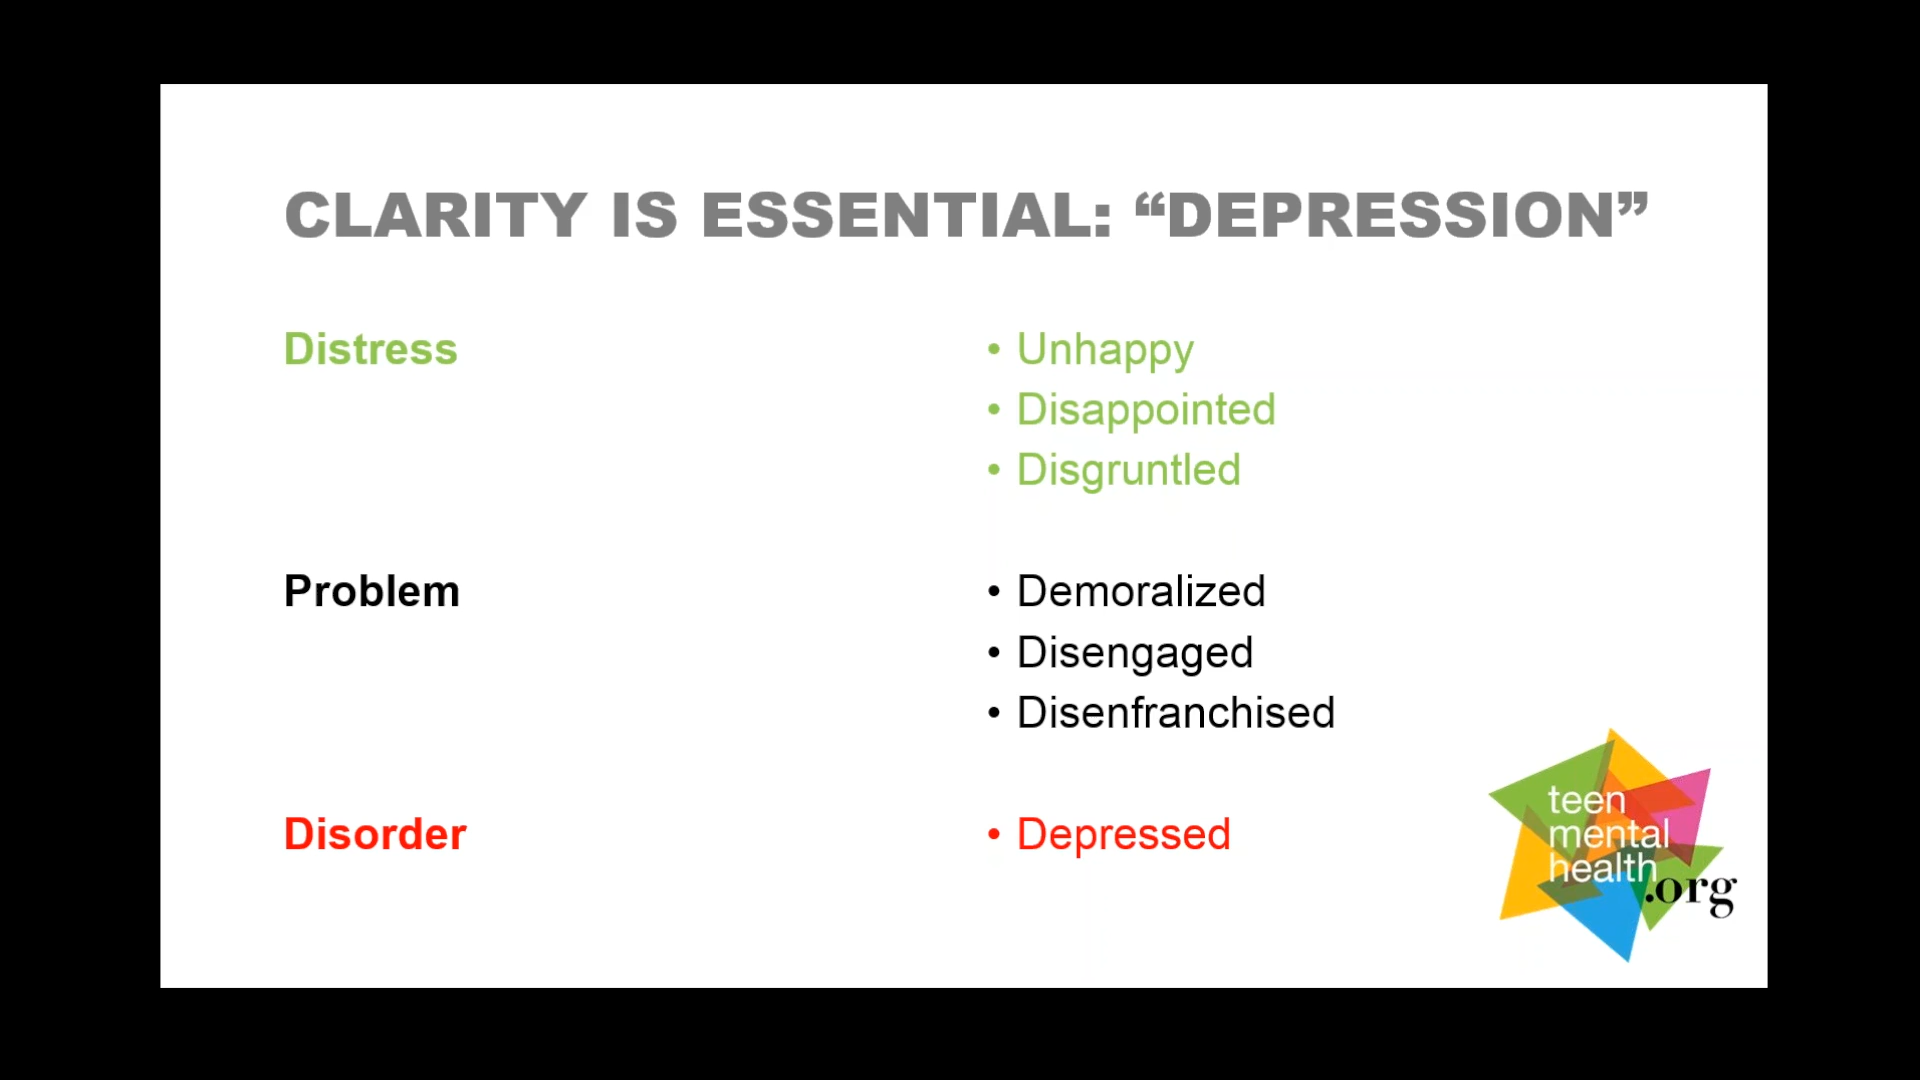 CLARITY IS ESSENTIAL: “DEPRESSION”
Distress
• Unhappy
• Disappointed
• Disgruntled
Problem
• Demoralized
• Disengaged
• Disenfranchised
Disorder
• Depressed
teen
mental
health
.org